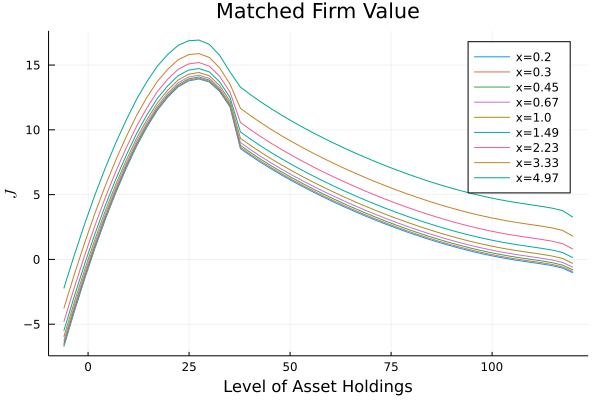 Matched Firm Value
J
15
10
5
0
−5
0
25
50
75
100
Level of Asset Holdings
x=0.2
x=0.3
x=0.45
x=0.67
x=1.0
x=1.49
x=2.23
x=3.33
x=4.97